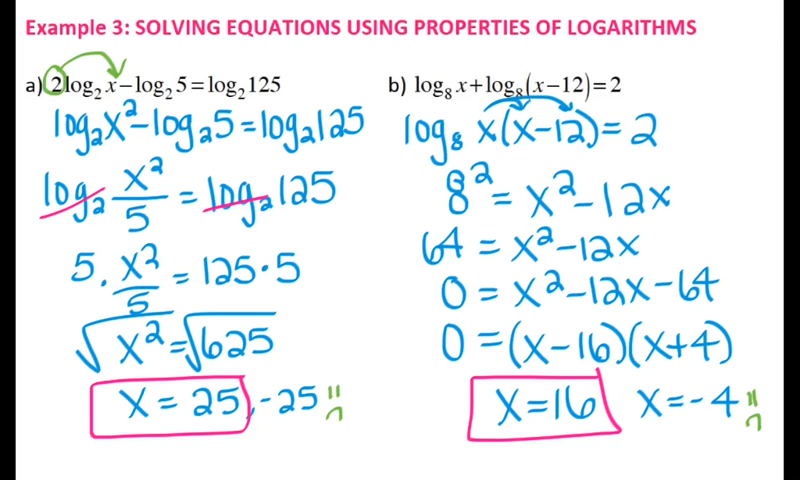 Example 3: SOLVING EQUATIONS USING PROPERTIES OF LOGARITHMS
a) 2log₂ x − log₂ 5 = log₂ 125
log₂x² − log₂5 = log₂125
log₂ x²/5 = log₂125
5 · x²/5 = 125 · 5
√x² = √625
x = 25, −25
b) log₈ x + log₈(x − 12) = 2
log₈ x(x − 12) = 2
8² = x² − 12x
64 = x² − 12x
0 = x² − 12x − 64
0 = (x − 16)(x + 4)
x = 16 x = −4